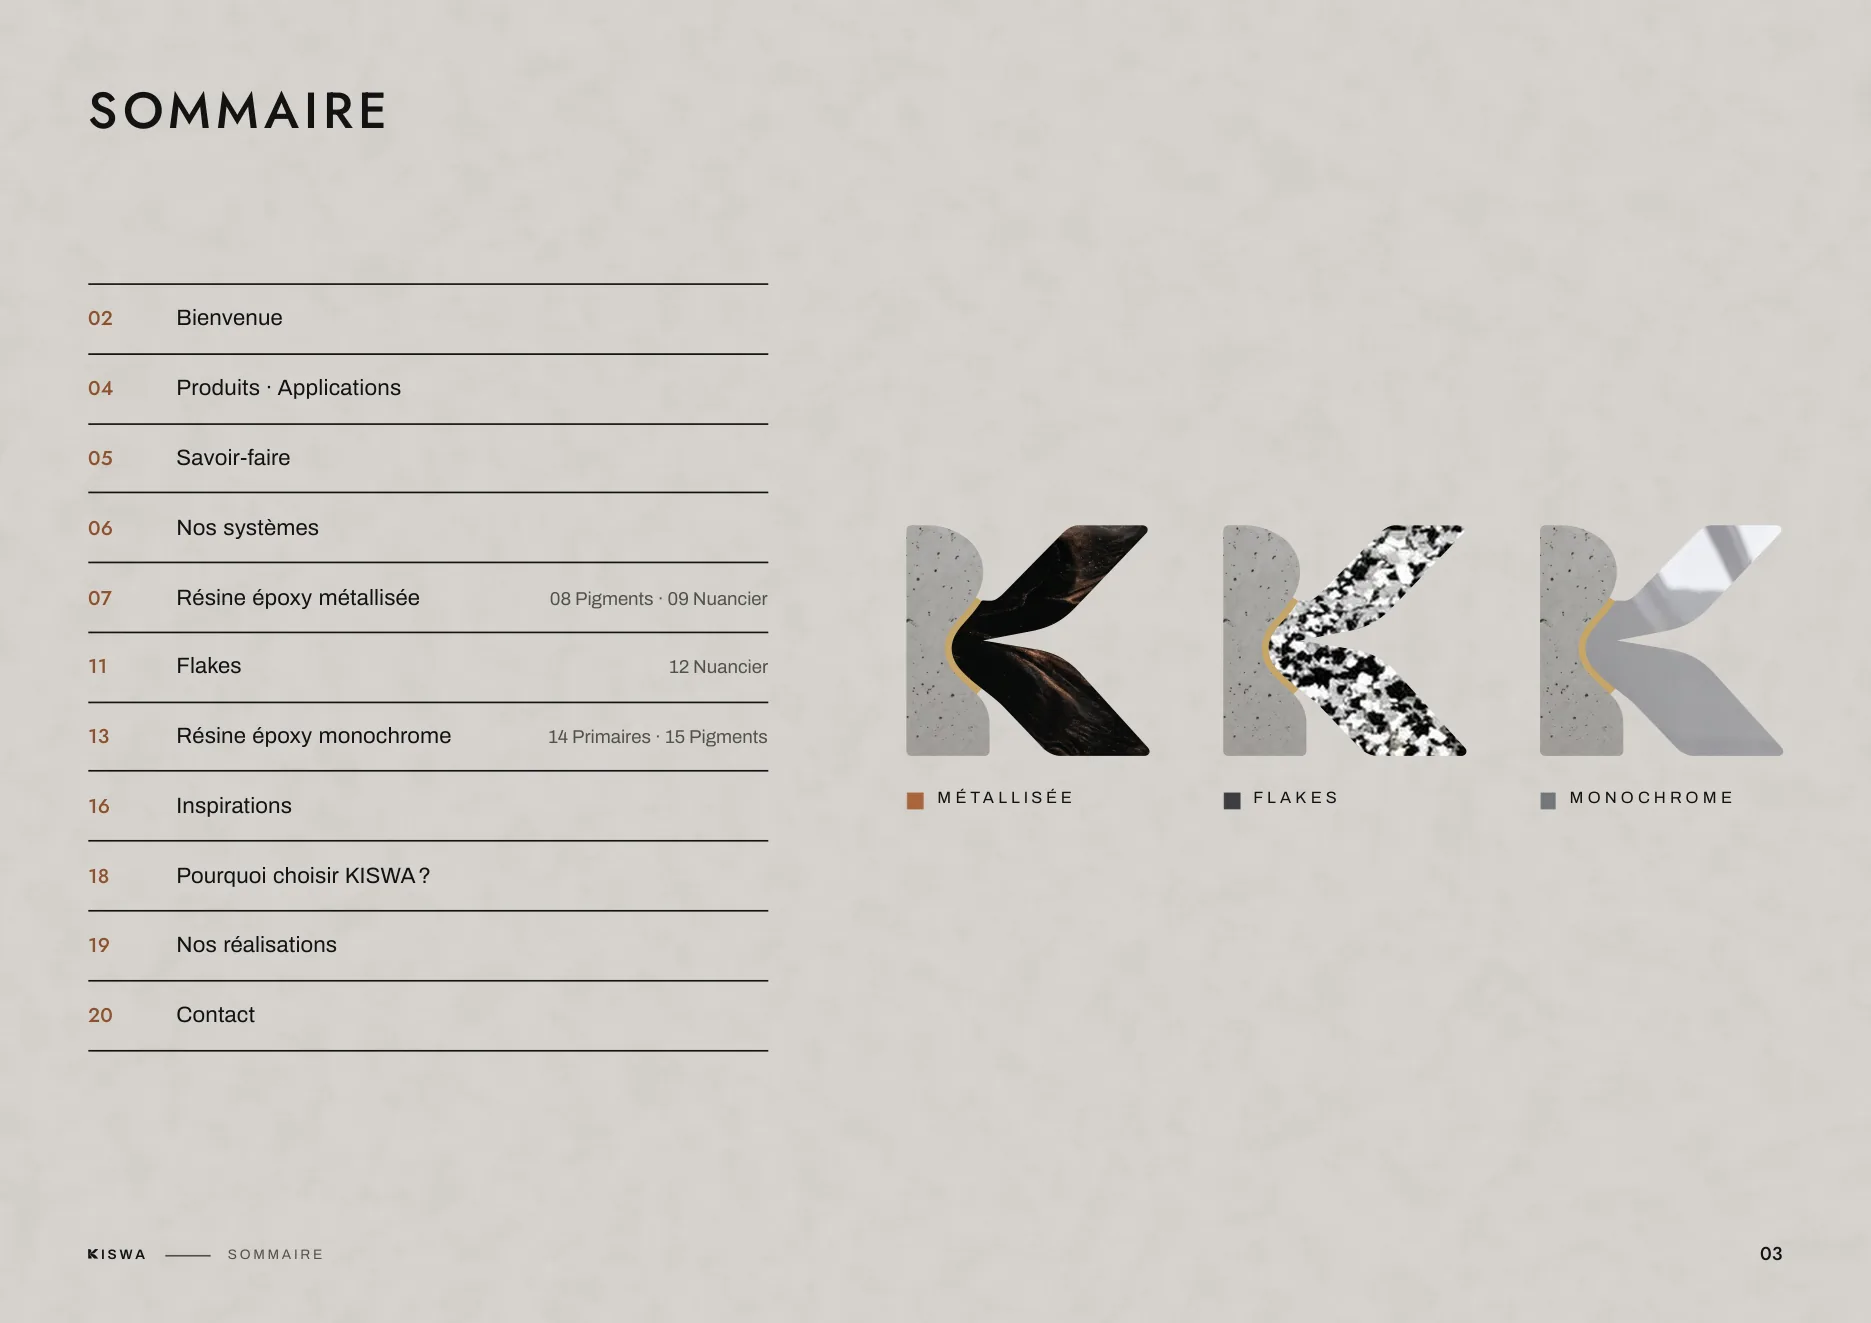 SOMMAIRE
02 Bienvenue
04 Produits · Applications
05 Savoir-faire
06 Nos systèmes
07 Résine époxy métallisée 08 Pigments · 09 Nuancier
11 Flakes 12 Nuancier
13 Résine époxy monochrome 14 Primaires · 15 Pigments
16 Inspirations
18 Pourquoi choisir KISWA ?
19 Nos réalisations
20 Contact
MÉTALLISÉE
FLAKES
MONOCHROME
KISWA — SOMMAIRE
03